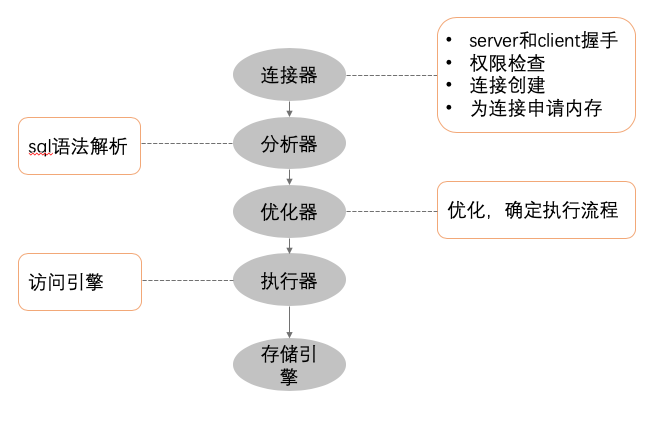 连接器
• server和client握手
• 权限检查
• 连接创建
• 为连接申请内存
sql语法解析
分析器
优化器
优化，确定执行流程
访问引擎
执行器
存储引
擎